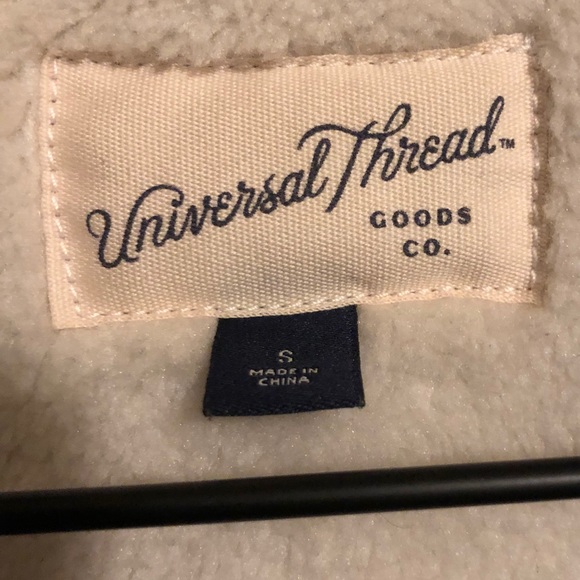 Universal Thread™
GOODS
CO.
S
MADE IN
CHINA